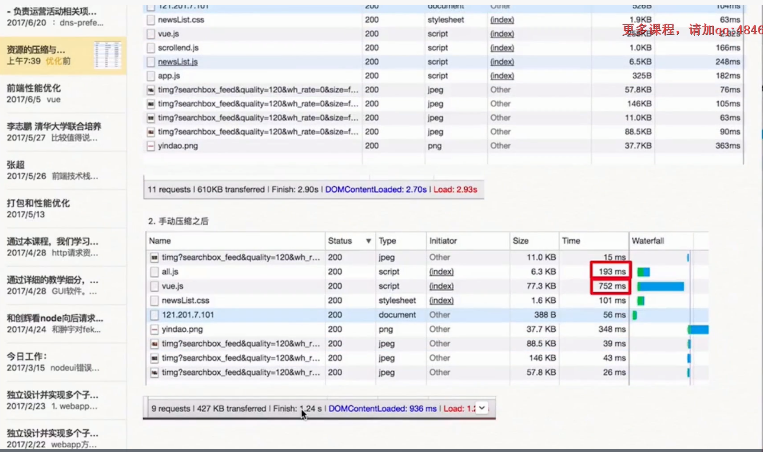 - 负责运营活动相关项...
2017/6/20 : dns-prefe...
资源的压缩与...
上午7:39 优化前
前端性能优化
2017/6/5 vue
李志鹏 清华大学联合培养
2017/5/27 比较值得说...
张超
2017/5/26 前端技术栈...
打包和性能优化
2017/5/13
通过本课程，我们学习...
2017/4/28 http请求资...
通过详细的教学细分，...
2017/4/28 GUI软件。...
和创辉看node向后请求...
2017/4/24 和翀宇对fek...
今日工作:
2017/3/15 nodeui错误...
独立设计并实现多个子...
2017/2/23 1. webapp...
独立设计并实现多个子...
2017/2/22 webapp方...
更多课程，请加qq:4846
121.201.7.101 200 document Other 326B 104ms
newsList.css 200 stylesheet (index) 1.9KB 63ms
vue.js 200 script (index)
scrollend.js 200 script (index) 1.0KB 166ms
newsList.js 200 script (index) 6.5KB 248ms
app.js 200 script (index) 325B 182ms
timg?searchbox_feed&quality=120&wh_rate=0&size=f... 200 jpeg Other 57.8KB 76ms
timg?searchbox_feed&quality=120&wh_rate=0&size=f... 200 jpeg Other 146KB 105ms
timg?searchbox_feed&quality=120&wh_rate=0&size=f... 200 jpeg Other 11.0KB 63ms
timg?searchbox_feed&quality=120&wh_rate=0&size=f... 200 jpeg Other 88.5KB 90ms
yindao.png 200 png Other 37.7KB 363ms
11 requests | 610KB transferred | Finish: 2.90s | DOMContentLoaded: 2.70s | Load: 2.93s
2. 手动压缩之后
Name Status ▼ Type Initiator Size Time Waterfall
timg?searchbox_feed&quality=120&wh_r... 200 jpeg Other 11.0 KB 15 ms
all.js 200 script (index) 6.3 KB 193 ms
vue.js 200 script (index) 77.3 KB 752 ms
newsList.css 200 stylesheet (index) 1.6 KB 101 ms
121.201.7.101 200 document Other 388 B 56 ms
yindao.png 200 png Other 37.7 KB 348 ms
timg?searchbox_feed&quality=120&wh_r... 200 jpeg Other 88.5 KB 39 ms
timg?searchbox_feed&quality=120&wh_r... 200 jpeg Other 146 KB 43 ms
timg?searchbox_feed&quality=120&wh_r... 200 jpeg Other 57.8 KB 26 ms
9 requests | 427 KB transferred | Finish: 1.24 s | DOMContentLoaded: 936 ms | Load: 1.2